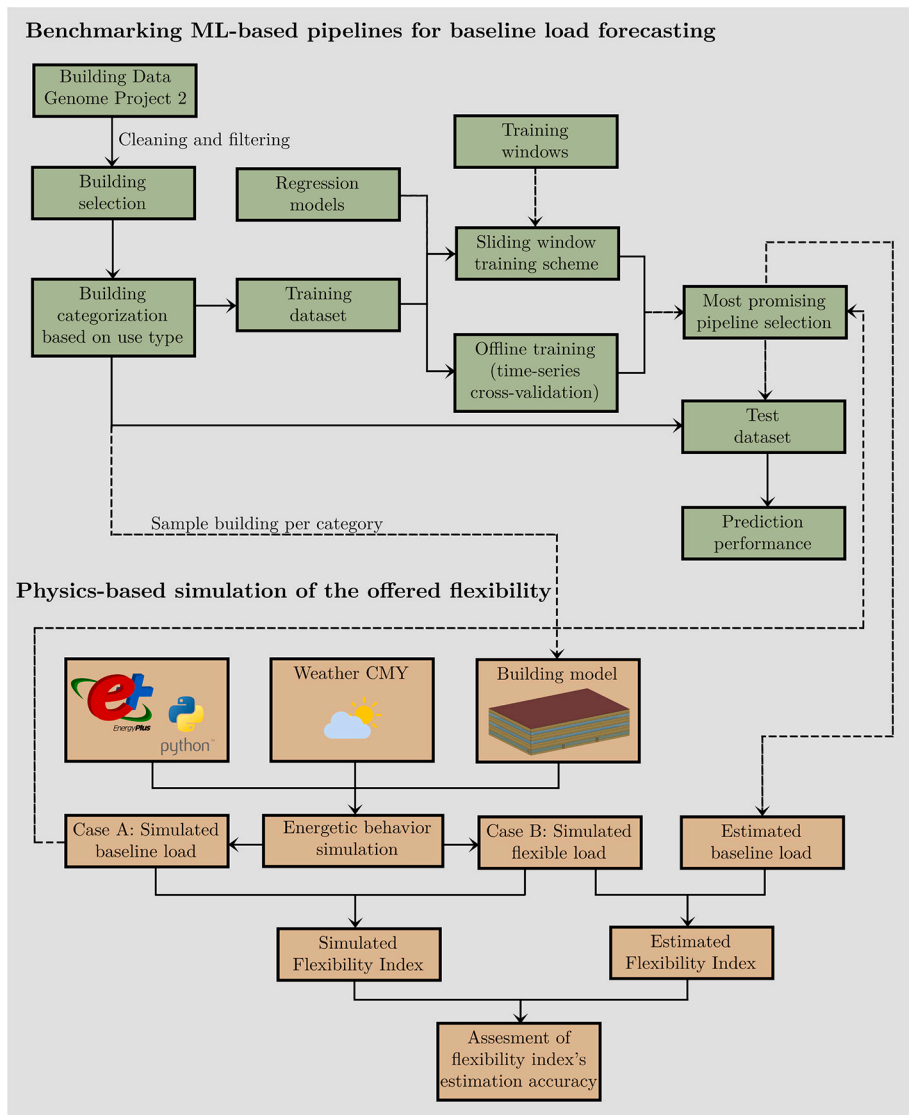 Benchmarking ML-based pipelines for baseline load forecasting
Building Data
Genome Project 2
Cleaning and filtering
Training
windows
Building
selection
Regression
models
Sliding window
training scheme
Building
categorization
based on use type
Training
dataset
Most promising
pipeline selection
Offline training
(time-series
cross-validation)
Test
dataset
Sample building per category
Prediction
performance
Physics-based simulation of the offered flexibility
e+
EnergyPlus
python™
Weather CMY
Building model
Case A: Simulated
baseline load
Energetic behavior
simulation
Case B: Simulated
flexible load
Estimated
baseline load
Simulated
Flexibility Index
Estimated
Flexibility Index
Assesment of
flexibility index's
estimation accuracy